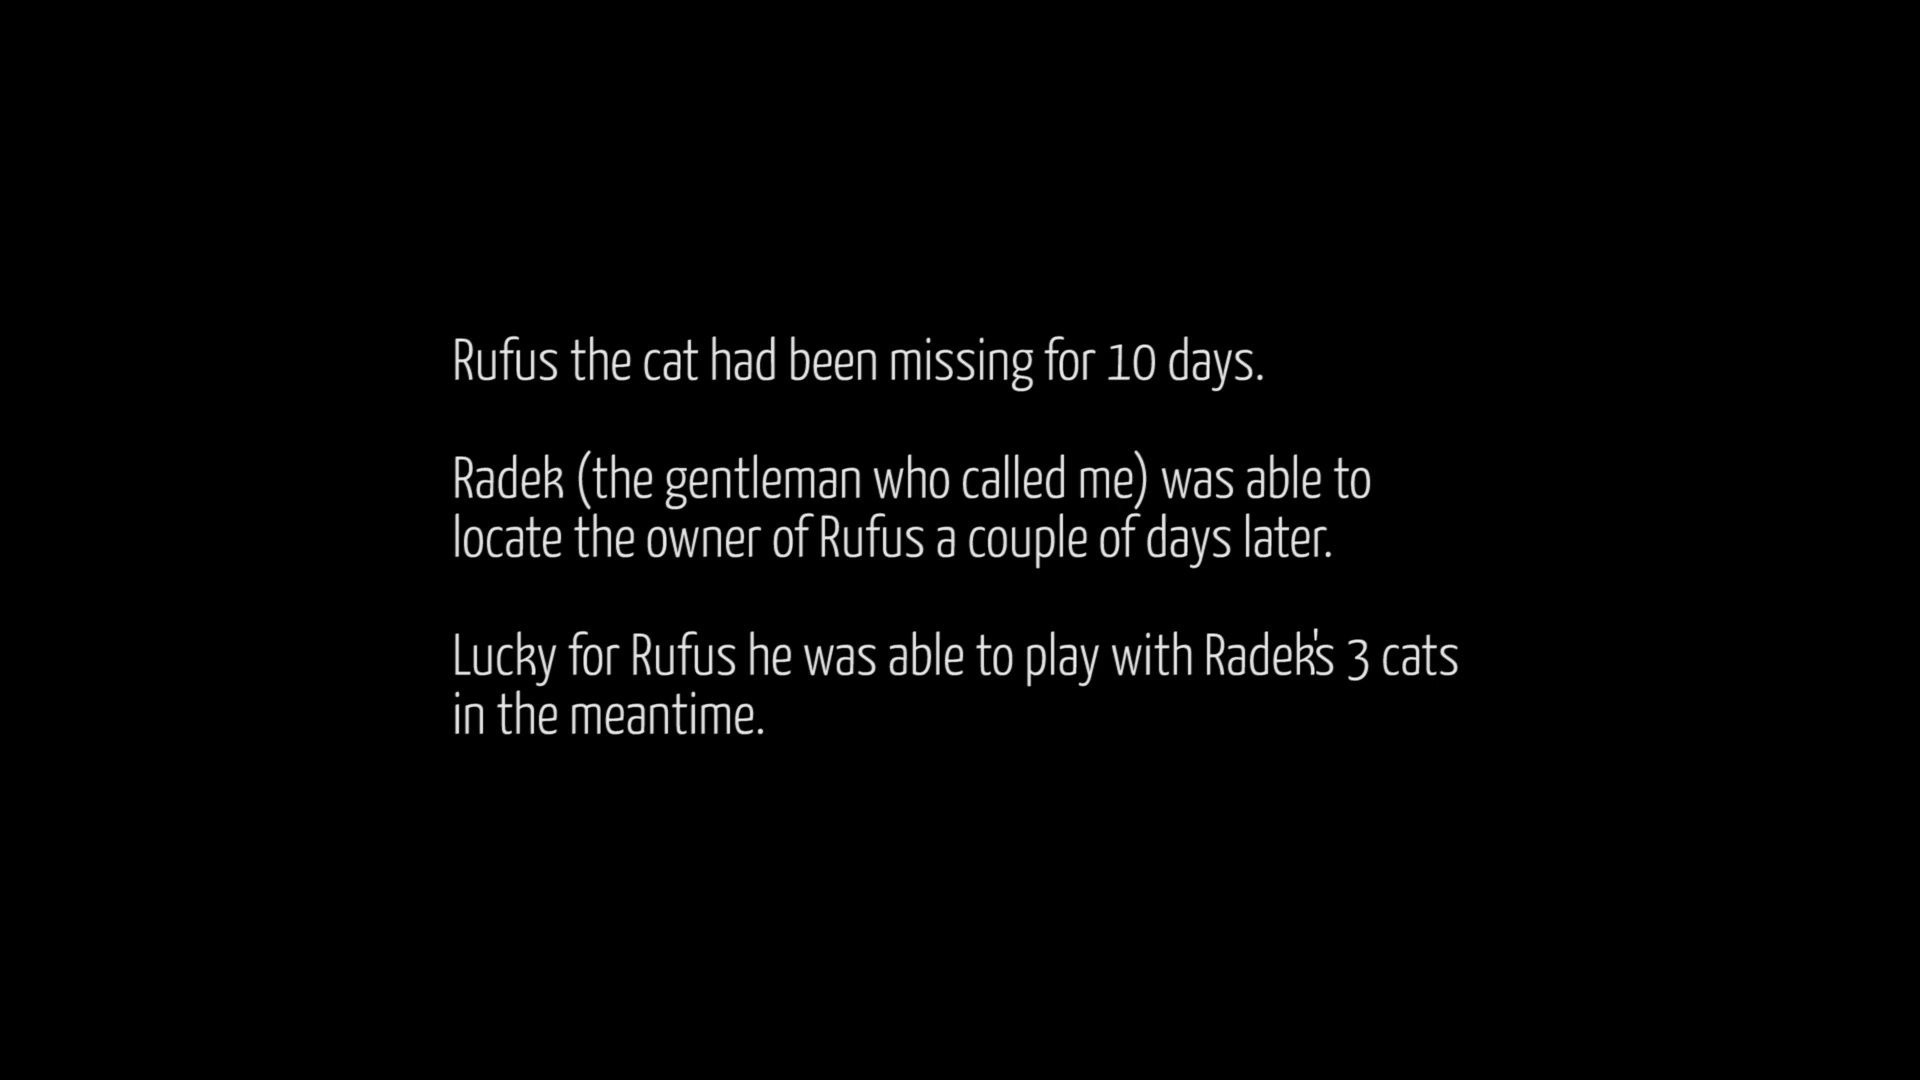 Rufus the cat had been missing for 10 days.
Radek (the gentleman who called me) was able to
locate the owner of Rufus a couple of days later.
Lucky for Rufus he was able to play with Radek's 3 cats
in the meantime.